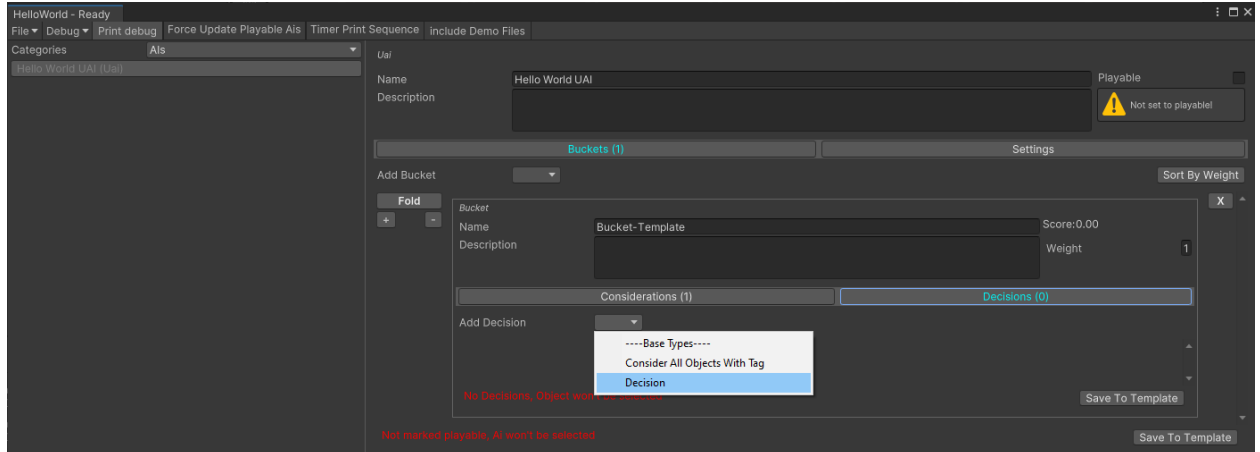 HelloWorld - Ready
File Debug Print debug Force Update Playable Ais Timer Print Sequence include Demo Files
Categories AIs
Hello World UAI (Uai)
Uai
Name Hello World UAI Playable
Description Not set to playable!
Buckets (1) Settings
Add Bucket Sort By Weight
Fold X
+ -
Bucket
Name Bucket-Template Score:0.00
Description Weight 1
Considerations (1) Decisions (0)
Add Decision
----Base Types----
Consider All Objects With Tag
Decision
No Decisions, Object won't be selected
Save To Template
Not marked playable, Ai won't be selected
Save To Template